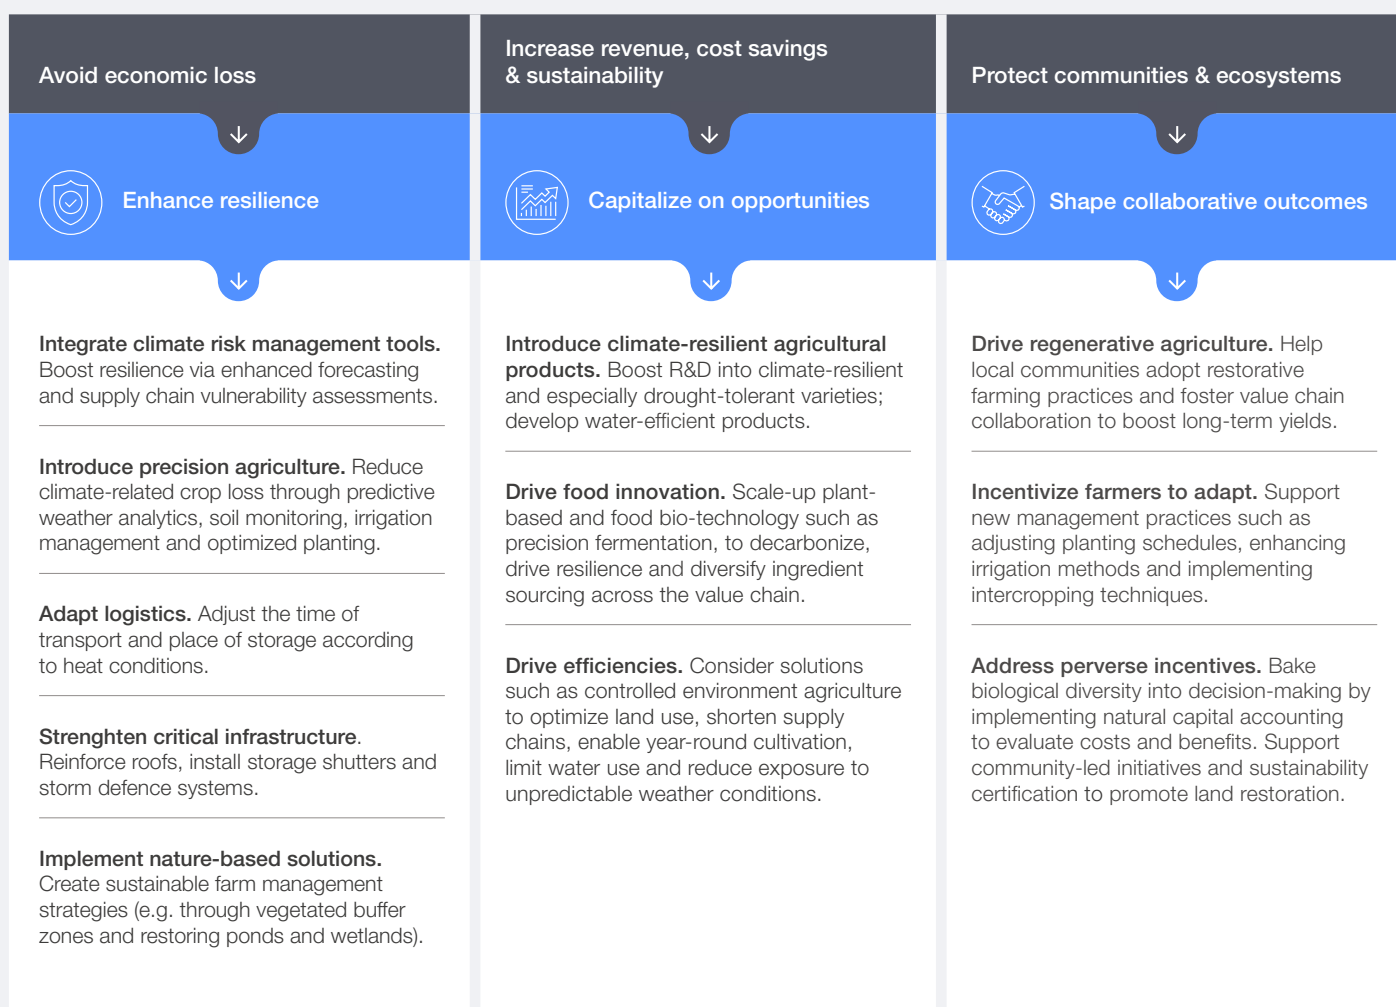 Avoid economic loss
Enhance resilience
Integrate climate risk management tools.
Boost resilience via enhanced forecasting
and supply chain vulnerability assessments.
Introduce precision agriculture. Reduce
climate-related crop loss through predictive
weather analytics, soil monitoring, irrigation
management and optimized planting.
Adapt logistics. Adjust the time of
transport and place of storage according
to heat conditions.
Strenghten critical infrastructure.
Reinforce roofs, install storage shutters and
storm defence systems.
Implement nature-based solutions.
Create sustainable farm management
strategies (e.g. through vegetated buffer
zones and restoring ponds and wetlands).
Increase revenue, cost savings
& sustainability
Capitalize on opportunities
Introduce climate-resilient agricultural
products. Boost R&D into climate-resilient
and especially drought-tolerant varieties;
develop water-efficient products.
Drive food innovation. Scale-up plant-
based and food bio-technology such as
precision fermentation, to decarbonize,
drive resilience and diversify ingredient
sourcing across the value chain.
Drive efficiencies. Consider solutions
such as controlled environment agriculture
to optimize land use, shorten supply
chains, enable year-round cultivation,
limit water use and reduce exposure to
unpredictable weather conditions.
Protect communities & ecosystems
Shape collaborative outcomes
Drive regenerative agriculture. Help
local communities adopt restorative
farming practices and foster value chain
collaboration to boost long-term yields.
Incentivize farmers to adapt. Support
new management practices such as
adjusting planting schedules, enhancing
irrigation methods and implementing
intercropping techniques.
Address perverse incentives. Bake
biological diversity into decision-making by
implementing natural capital accounting
to evaluate costs and benefits. Support
community-led initiatives and sustainability
certification to promote land restoration.